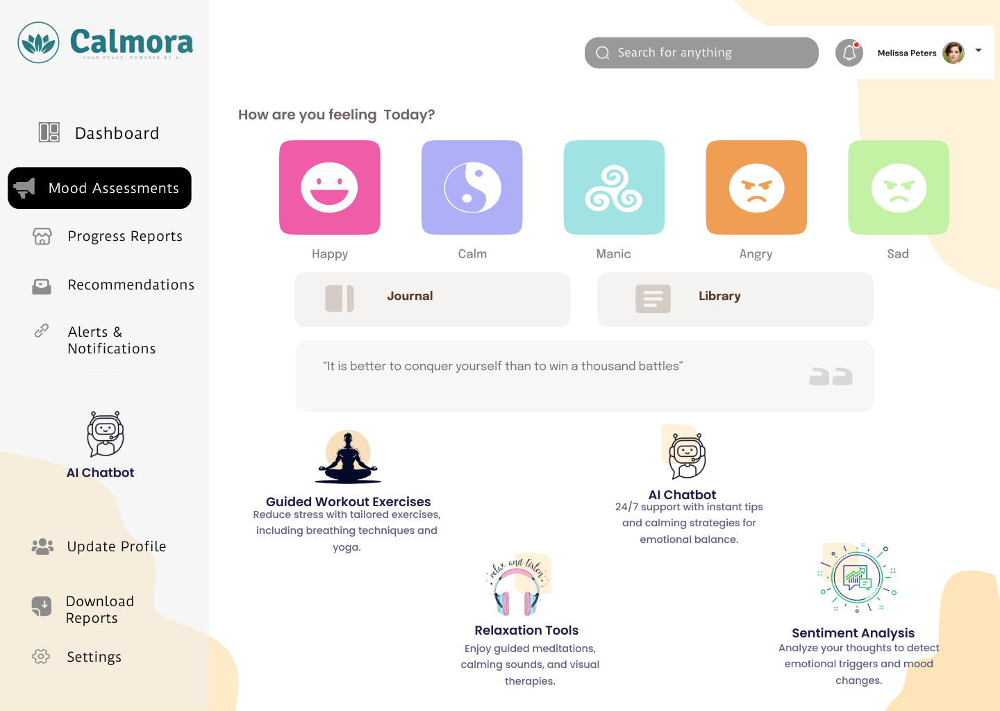 Calmora
YOUR PEACE, POWERED BY AI
Search for anything
Melissa Peters
Dashboard
Mood Assessments
Progress Reports
Recommendations
Alerts &
Notifications
AI Chatbot
Update Profile
Download
Reports
Settings
How are you feeling Today?
Happy
Calm
Manic
Angry
Sad
Journal
Library
“It is better to conquer yourself than to win a thousand battles”
Guided Workout Exercises
Reduce stress with tailored exercises,
including breathing techniques and
yoga.
AI Chatbot
24/7 support with instant tips
and calming strategies for
emotional balance.
relax and listen
Relaxation Tools
Enjoy guided meditations,
calming sounds, and visual
therapies.
Sentiment Analysis
Analyze your thoughts to detect
emotional triggers and mood
changes.